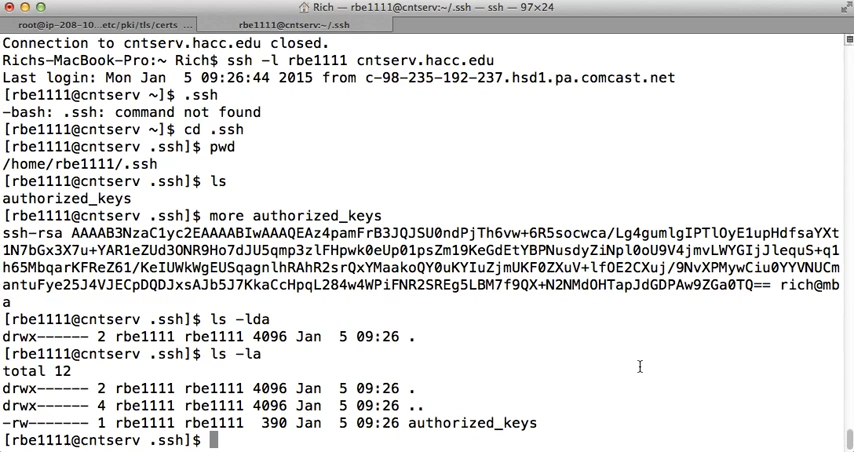 Rich — rbe1111@cntserv:~/.ssh — ssh — 97×24
root@ip-208-10...etc/pki/tls/certs ...
rbe1111@cntserv:~/.ssh
Connection to cntserv.hacc.edu closed.
Richs-MacBook-Pro:~ Rich$ ssh -l rbe1111 cntserv.hacc.edu
Last login: Mon Jan  5 09:26:44 2015 from c-98-235-192-237.hsd1.pa.comcast.net
[rbe1111@cntserv ~]$ .ssh
-bash: .ssh: command not found
[rbe1111@cntserv ~]$ cd .ssh
[rbe1111@cntserv .ssh]$ pwd
/home/rbe1111/.ssh
[rbe1111@cntserv .ssh]$ ls
authorized_keys
[rbe1111@cntserv .ssh]$ more authorized_keys
ssh-rsa AAAAB3NzaC1yc2EAAAABIwAAAQEAz4pamFrB3JQJSU0ndPjTh6vw+6R5socwca/Lg4gumlgIPTlOyE1upHdfsaYXt
1N7bGx3X7u+YAR1eZUd3ONR9Ho7dJU5qmp3zlFHpwk0eUp01psZm19KeGdEtYBPNusdyZiNpl0oU9V4jmvLWYGIjJlequS+q1
h65MbqarKFReZ61/KeIUWkWgEUSqagnlhRAhR2srQxYMaakoQY0uKYIuZjmUKF0ZXuV+lfOE2CXuj/9NvXPMywCiu0YYVNUCm
antuFye25J4VJECpDQDJxsAJb5J7KkaCcHpqL284w4WPiFNR2SREg5LBM7f9QX+N2NMdOHTapJdGDPAw9ZGa0TQ== rich@mb
a
[rbe1111@cntserv .ssh]$ ls -lda
drwx------ 2 rbe1111 rbe1111 4096 Jan  5 09:26 .
[rbe1111@cntserv .ssh]$ ls -la
total 12
drwx------ 2 rbe1111 rbe1111 4096 Jan  5 09:26 .
drwx------ 4 rbe1111 rbe1111 4096 Jan  5 09:26 ..
-rw------- 1 rbe1111 rbe1111  390 Jan  5 09:26 authorized_keys
[rbe1111@cntserv .ssh]$